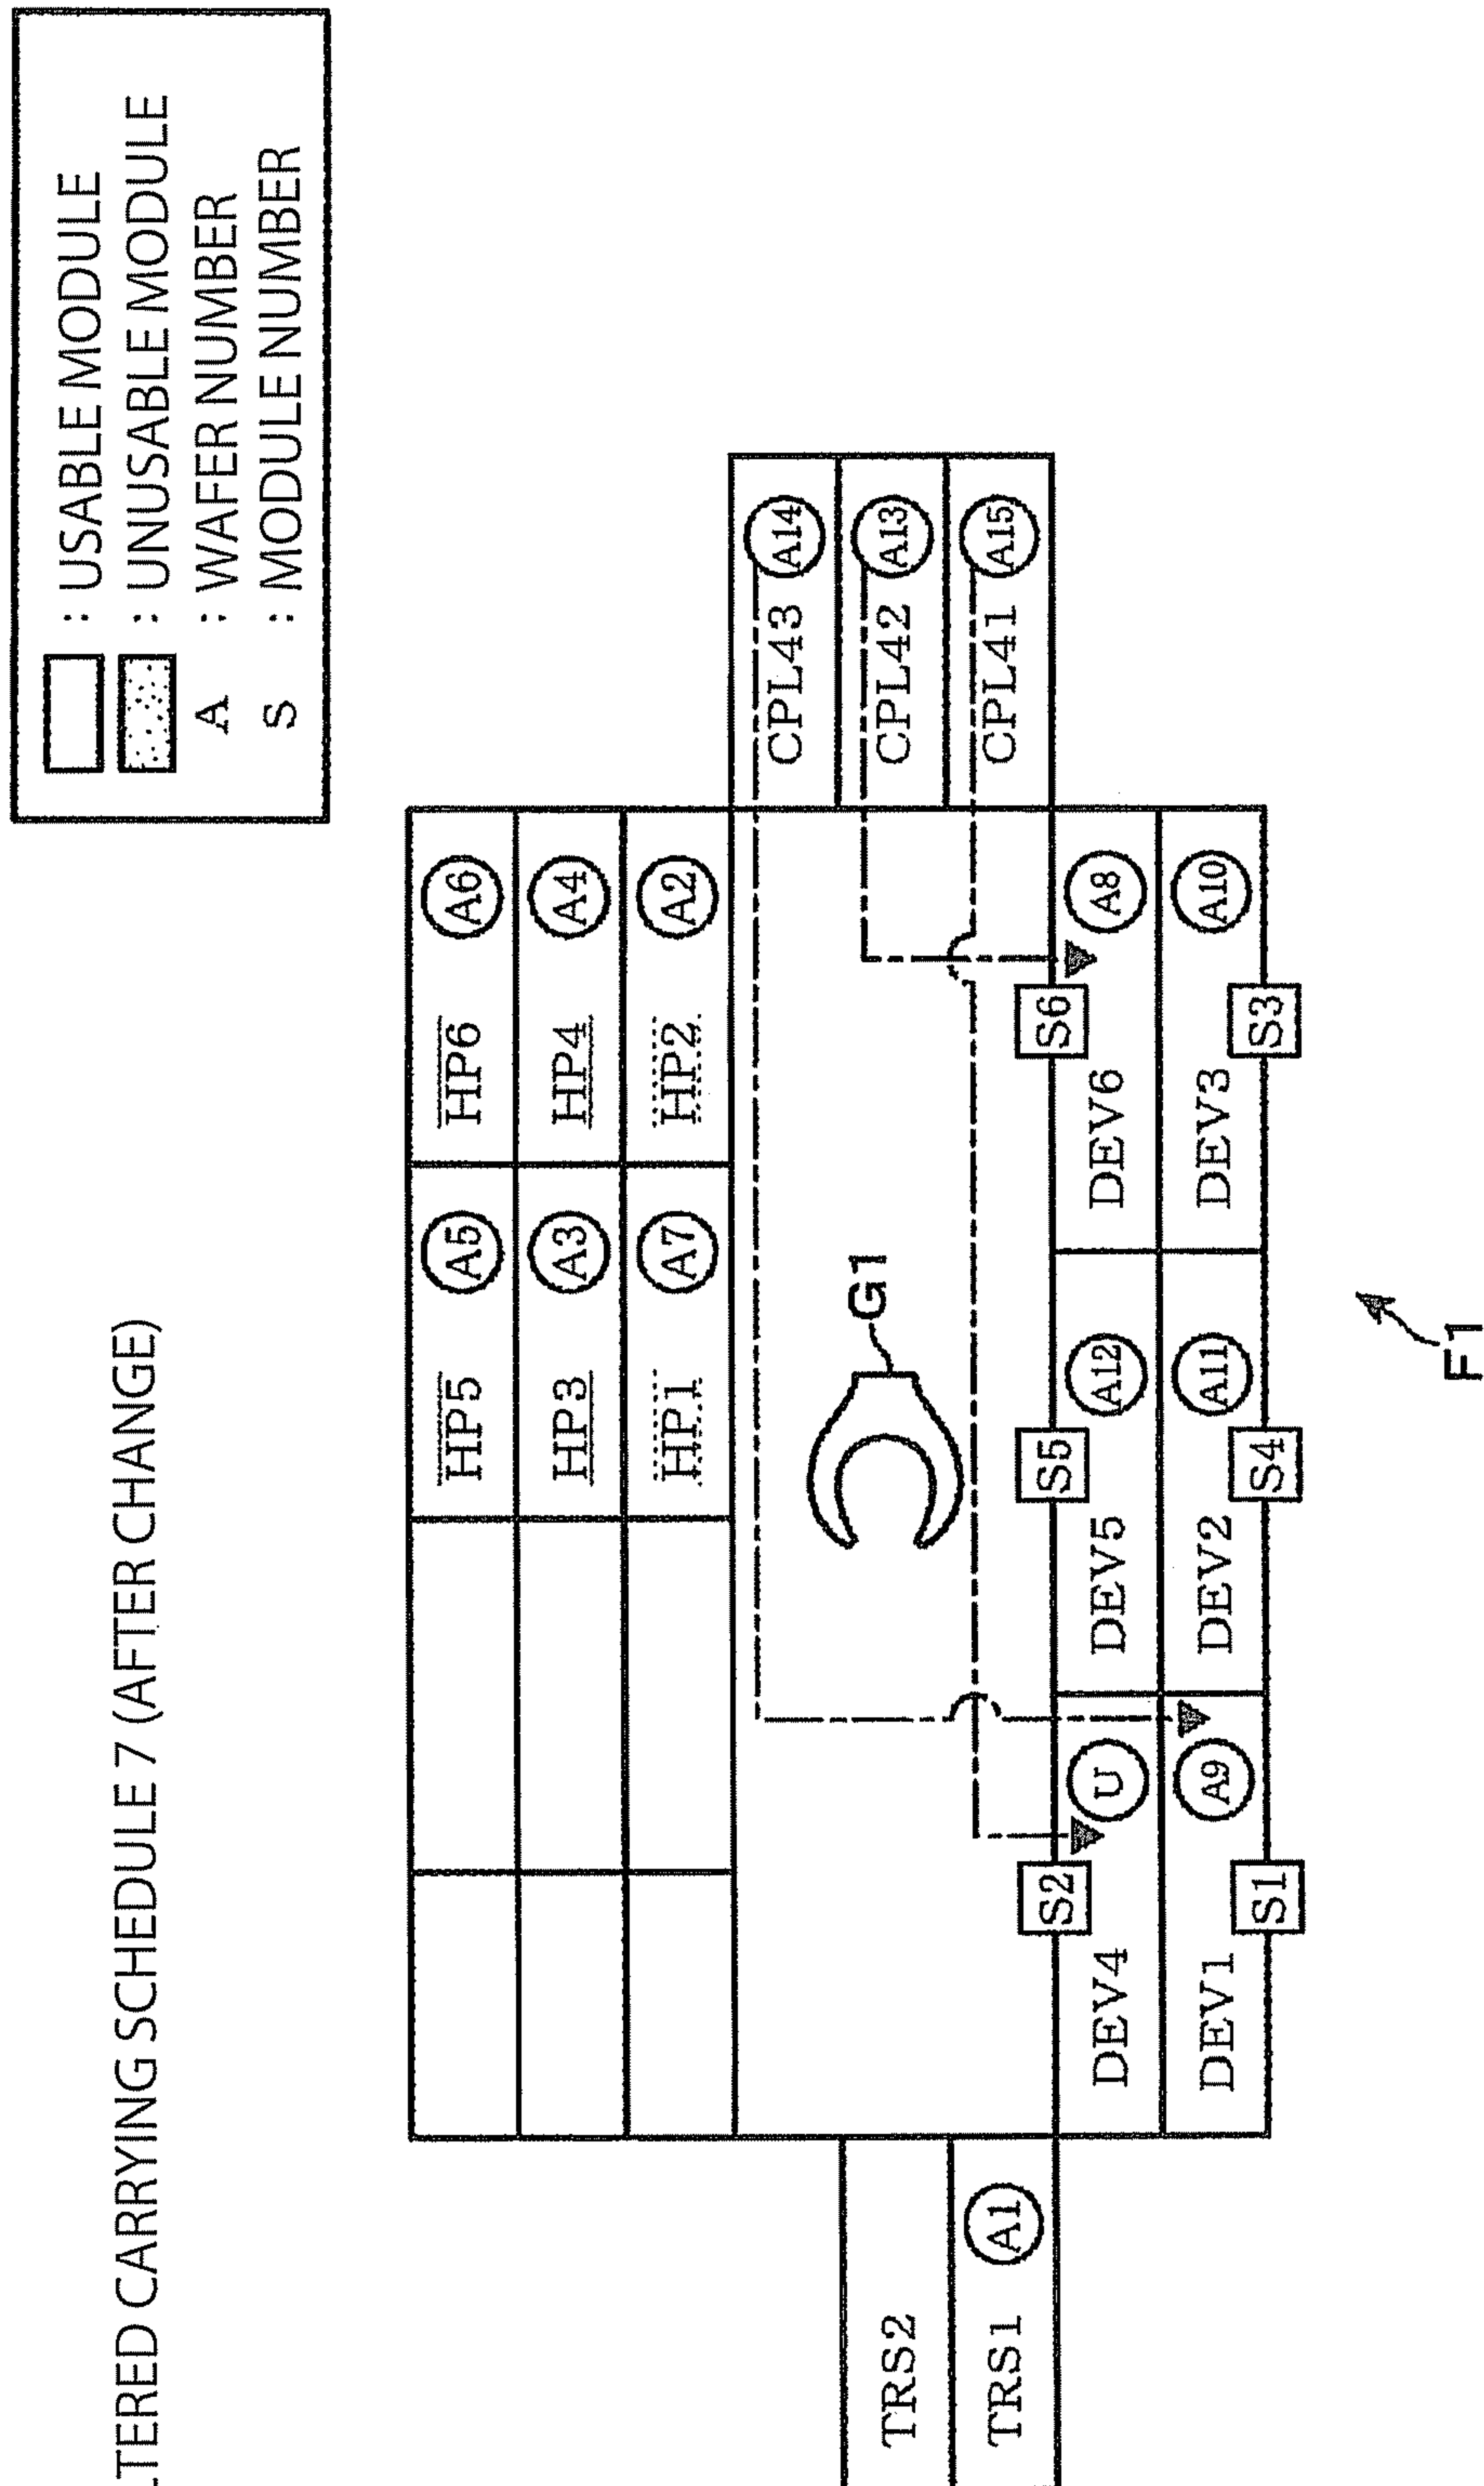 LTERED CARRYING SCHEDULE 7 (AFTER CHANGE)
: USABLE MODULE
: UNUSABLE MODULE
A : WAFER NUMBER
S : MODULE NUMBER
HP5 A5
HP6 A6
HP3 A3
HP4 A4
HP1 A7
HP2 A2
CPL43 A14
CPL42 A13
CPL41 A15
G1
TRS2
TRS1 A1
S2
S5
S6
DEV4 U
DEV5 A12
DEV6 A8
DEV1 A9
DEV2 A11
DEV3 A10
S1
S4
S3
F1